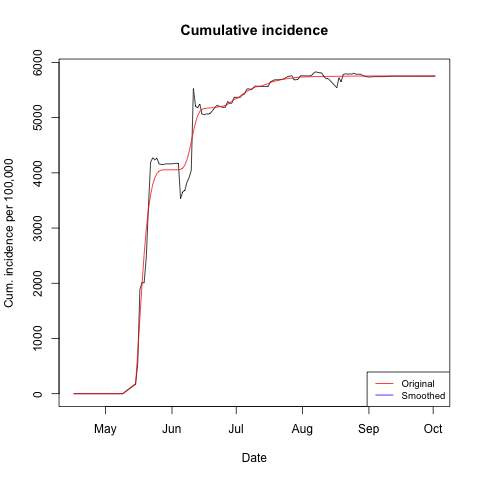 Cumulative incidence
Cum. incidence per 100,000
6000
5000
4000
3000
2000
1000
0
May Jun Jul Aug Sep Oct
Date
Original
Smoothed